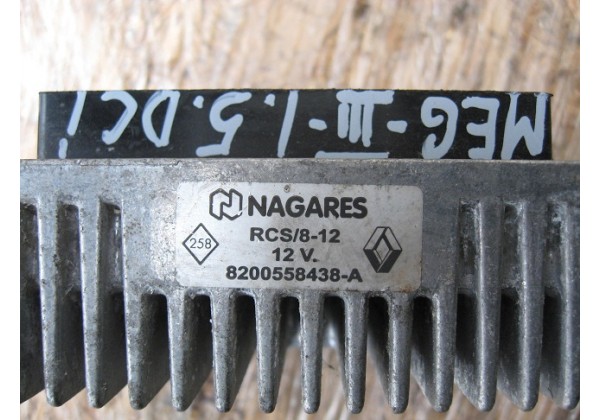 MEG-III-1.5.DCi
NAGARES
RCS/8-12
258
12 V.
8200558438-A